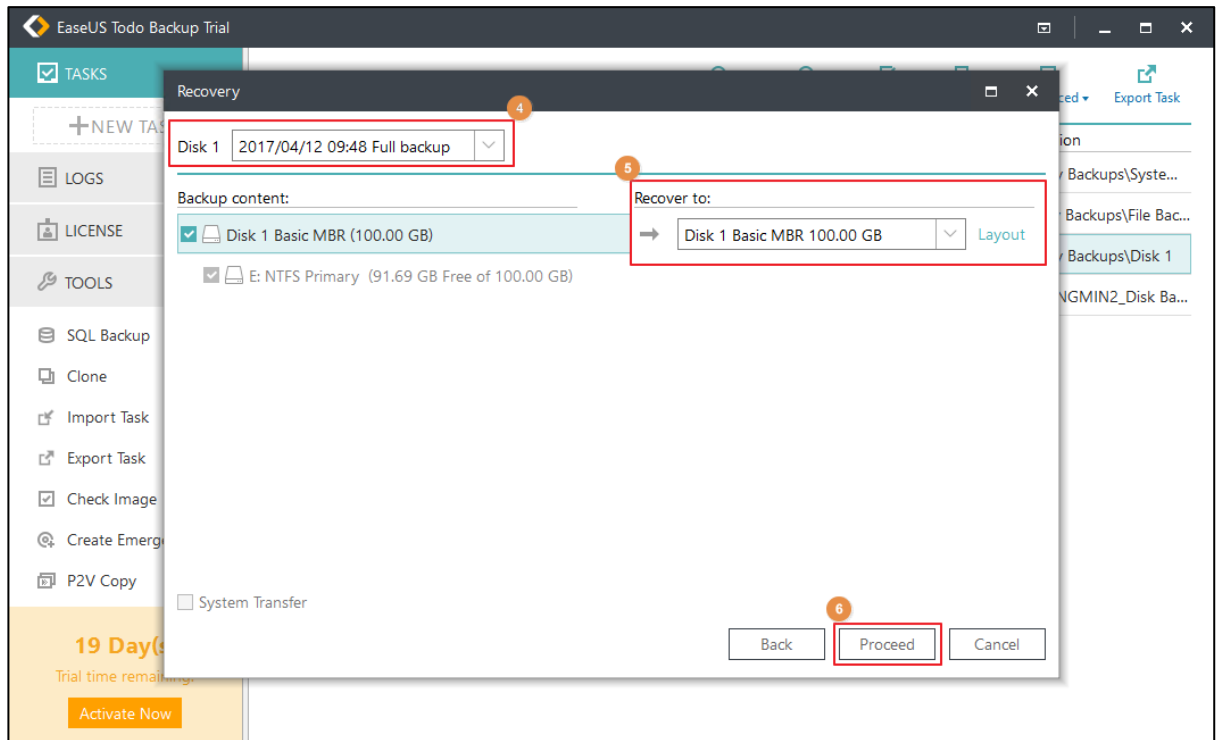 EaseUS Todo Backup Trial
TASKS
Export Task
Recovery
4
NEW
Disk 1 2017/04/12 09:48 Full backup
LOGS
5
Backups\Syste...
Backup content:
Recover to:
Backups\File Bac...
LICENSE
Disk 1 Basic MBR (100.00 GB)
Disk 1 Basic MBR 100.00 GB
Layout
Backups\Disk 1
TOOLS
E: NTFS Primary (91.69 GB Free of 100.00 GB)
NGMIN2_Disk Ba...
SQL Backup
Clone
Import Task
Export Task
Check Image
Create Emerg
P2V Copy
System Transfer
6
Back
Proceed
Cancel
19 Day(s
Trial time remaining:
Activate Now